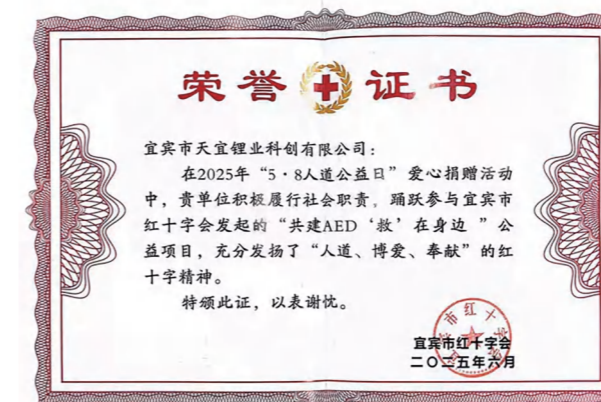 荣誉证书
宜宾市天宜锂业科创有限公司：
在2025年“5·8人道公益日”爱心捐赠活动
中，贵单位积极履行社会职责，踊跃参与宜宾市
红十字会发起的“共建AED‘救’在身边 ”公
益项目，充分发扬了“人道、博爱、奉献”的红
十字精神。
特颁此证，以表谢忱。
宜宾市红十字会
二〇二五年六月